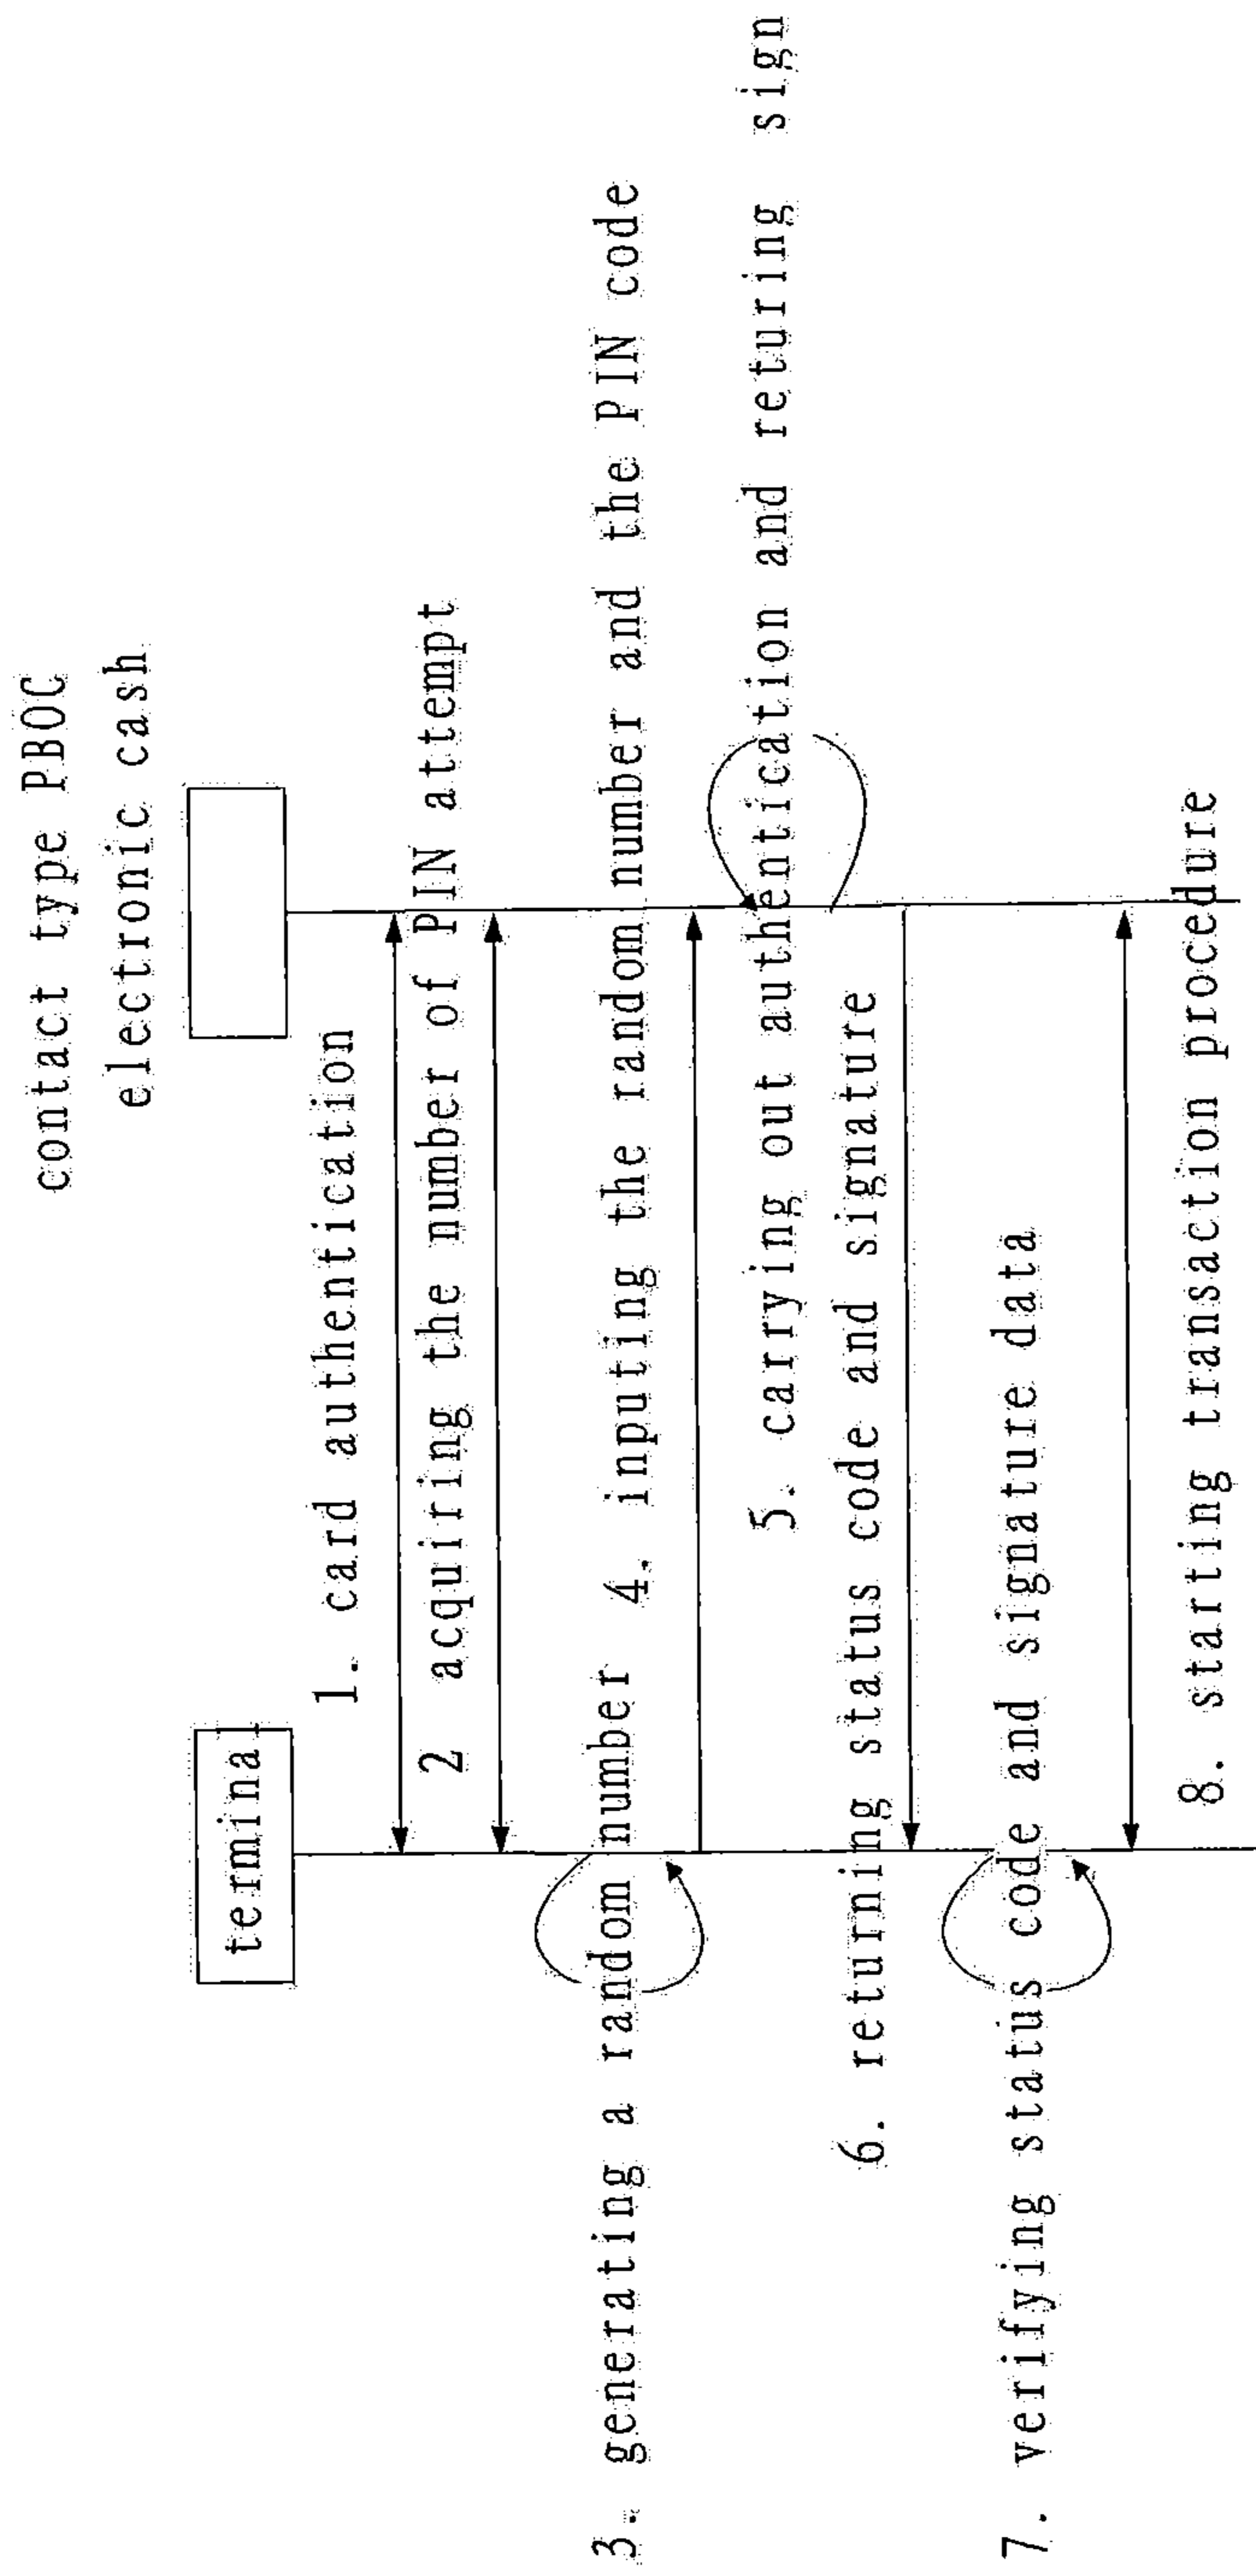 contact type PBOC
electronic cash
termina
1. card authentication
2 acquiring the number of PIN attempt
3. generating a random number
4. inputing the random number and the PIN code
5. carrying out authentication and returing sign
6. returning status code and signature
7. verifying status code and signature data
8. starting transaction procedure